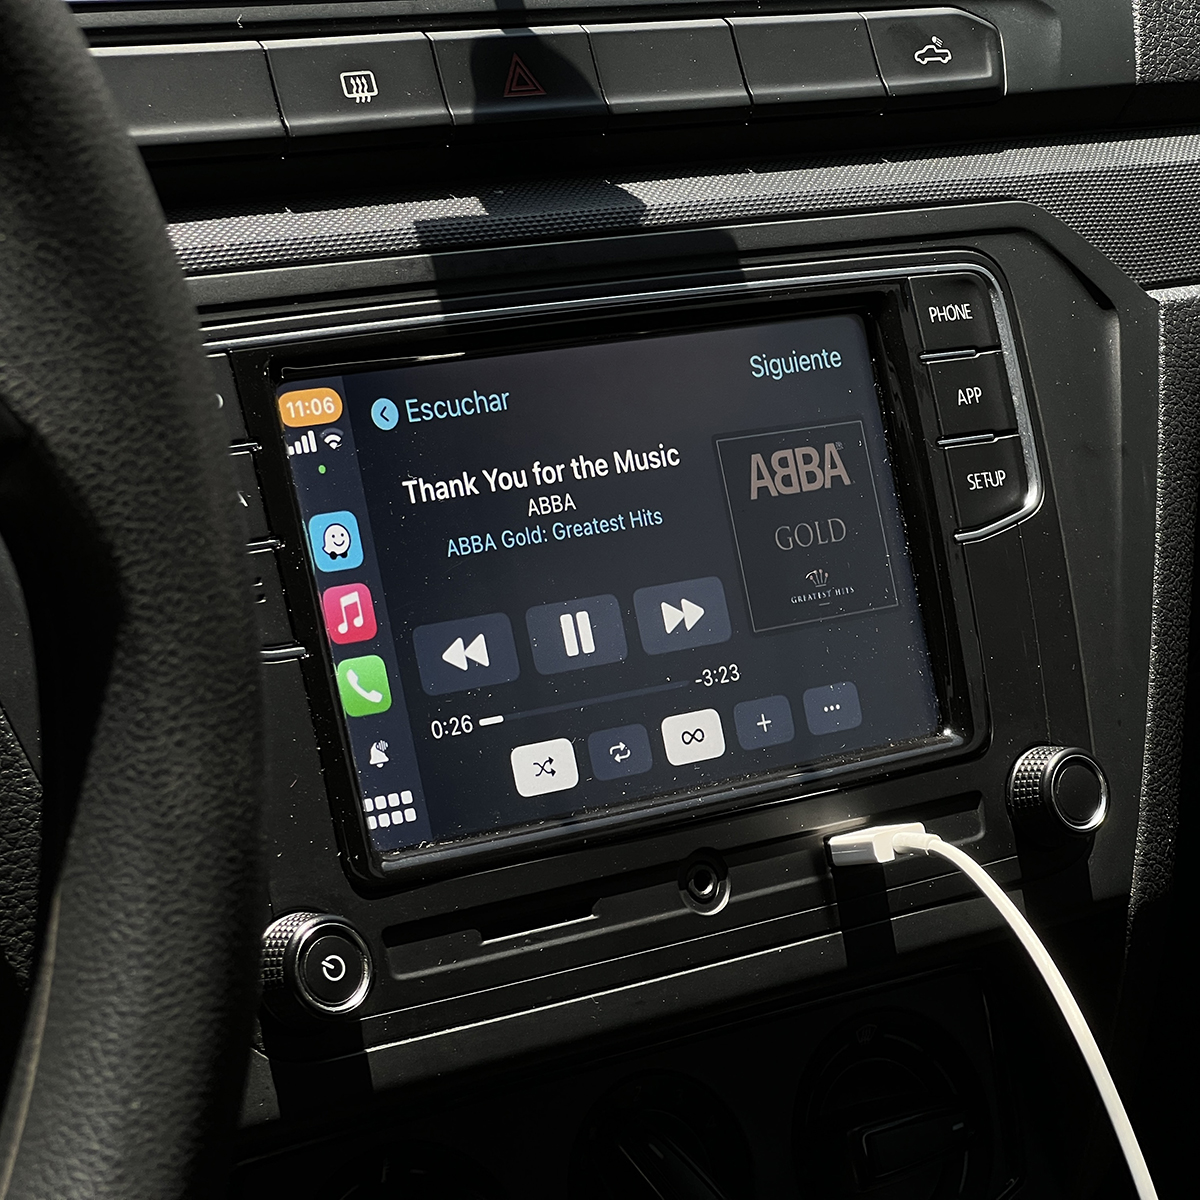 PHONE
APP
SETUP
11:06
Escuchar
Siguiente
Thank You for the Music
ABBA
ABBA Gold: Greatest Hits
ABBA®
GOLD
GREATEST HITS
0:26
-3:23